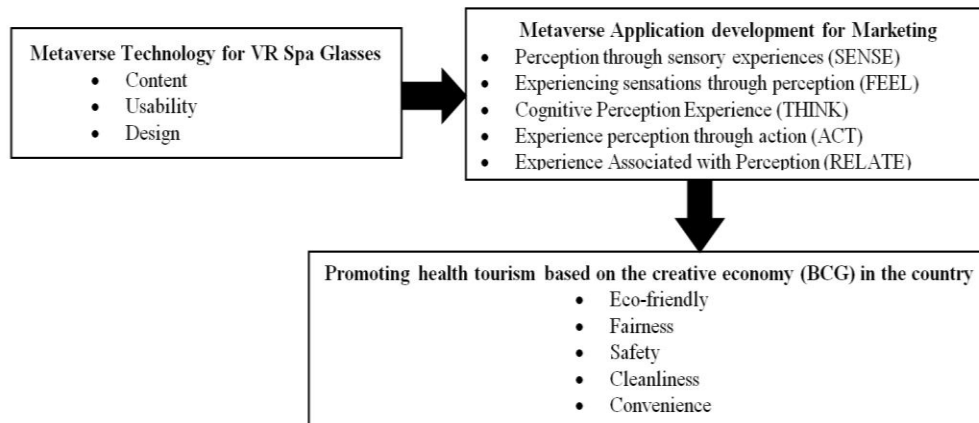 Metaverse Technology for VR Spa Glasses
• Content
• Usability
• Design
Metaverse Application development for Marketing
• Perception through sensory experiences (SENSE)
• Experiencing sensations through perception (FEEL)
• Cognitive Perception Experience (THINK)
• Experience perception through action (ACT)
• Experience Associated with Perception (RELATE)
Promoting health tourism based on the creative economy (BCG) in the country
• Eco-friendly
• Fairness
• Safety
• Cleanliness
• Convenience